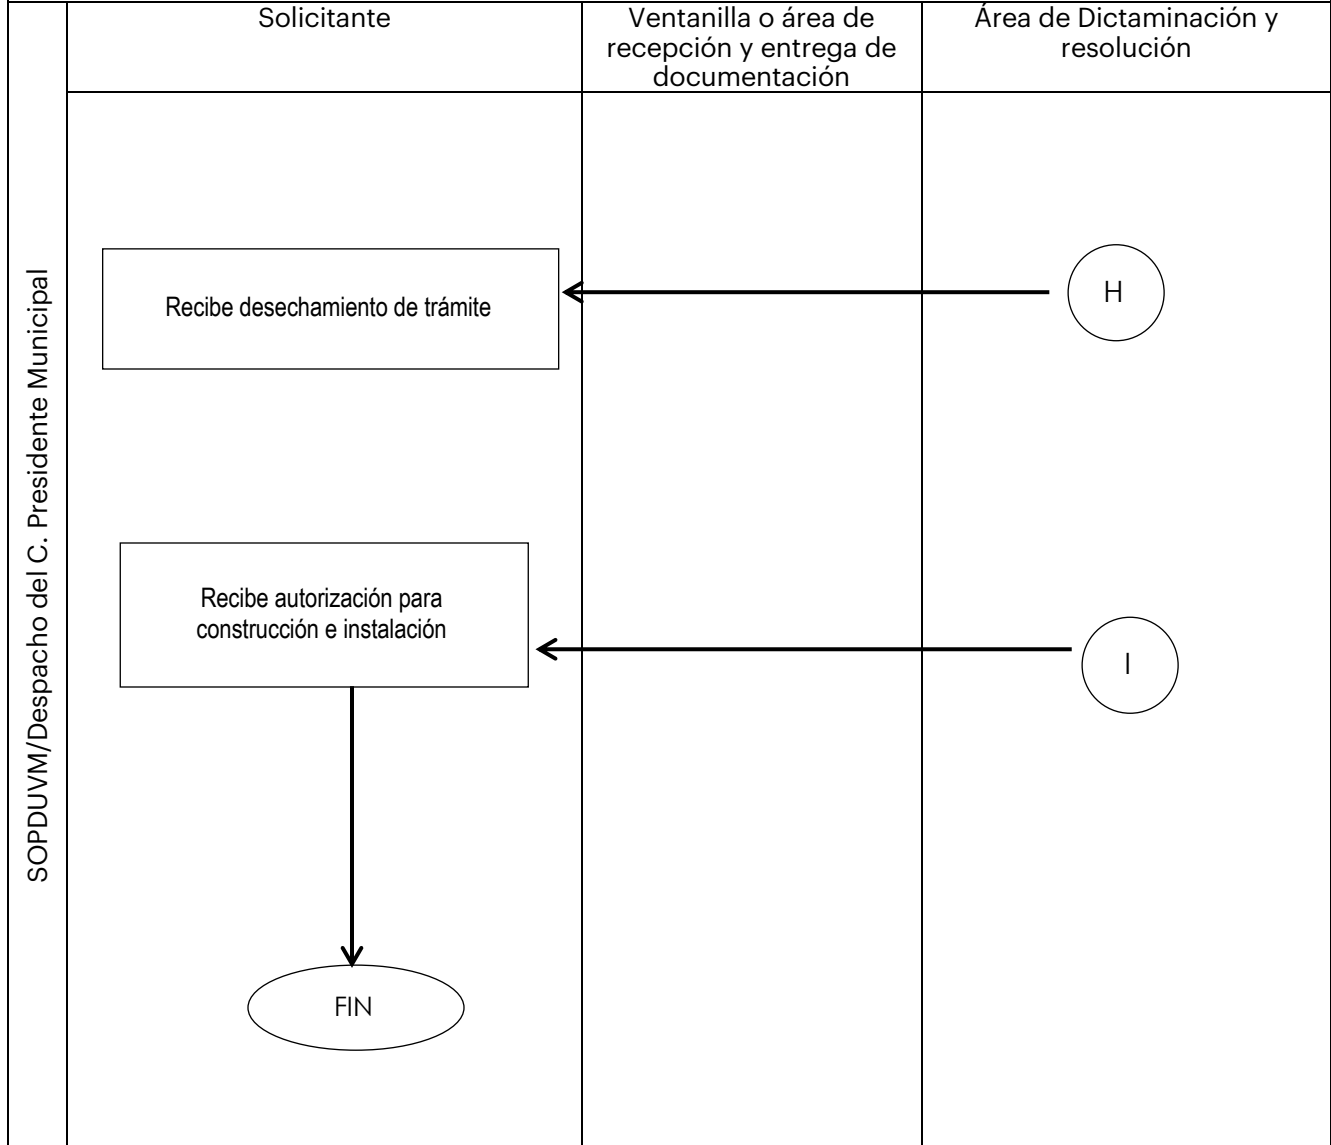 Solicitante
Ventanilla o área de
recepción y entrega de
documentación
Área de Dictaminación y
resolución
SOPDUVM/Despacho del C. Presidente Municipal
Recibe desechamiento de trámite
H
Recibe autorización para
construcción e instalación
I
FIN